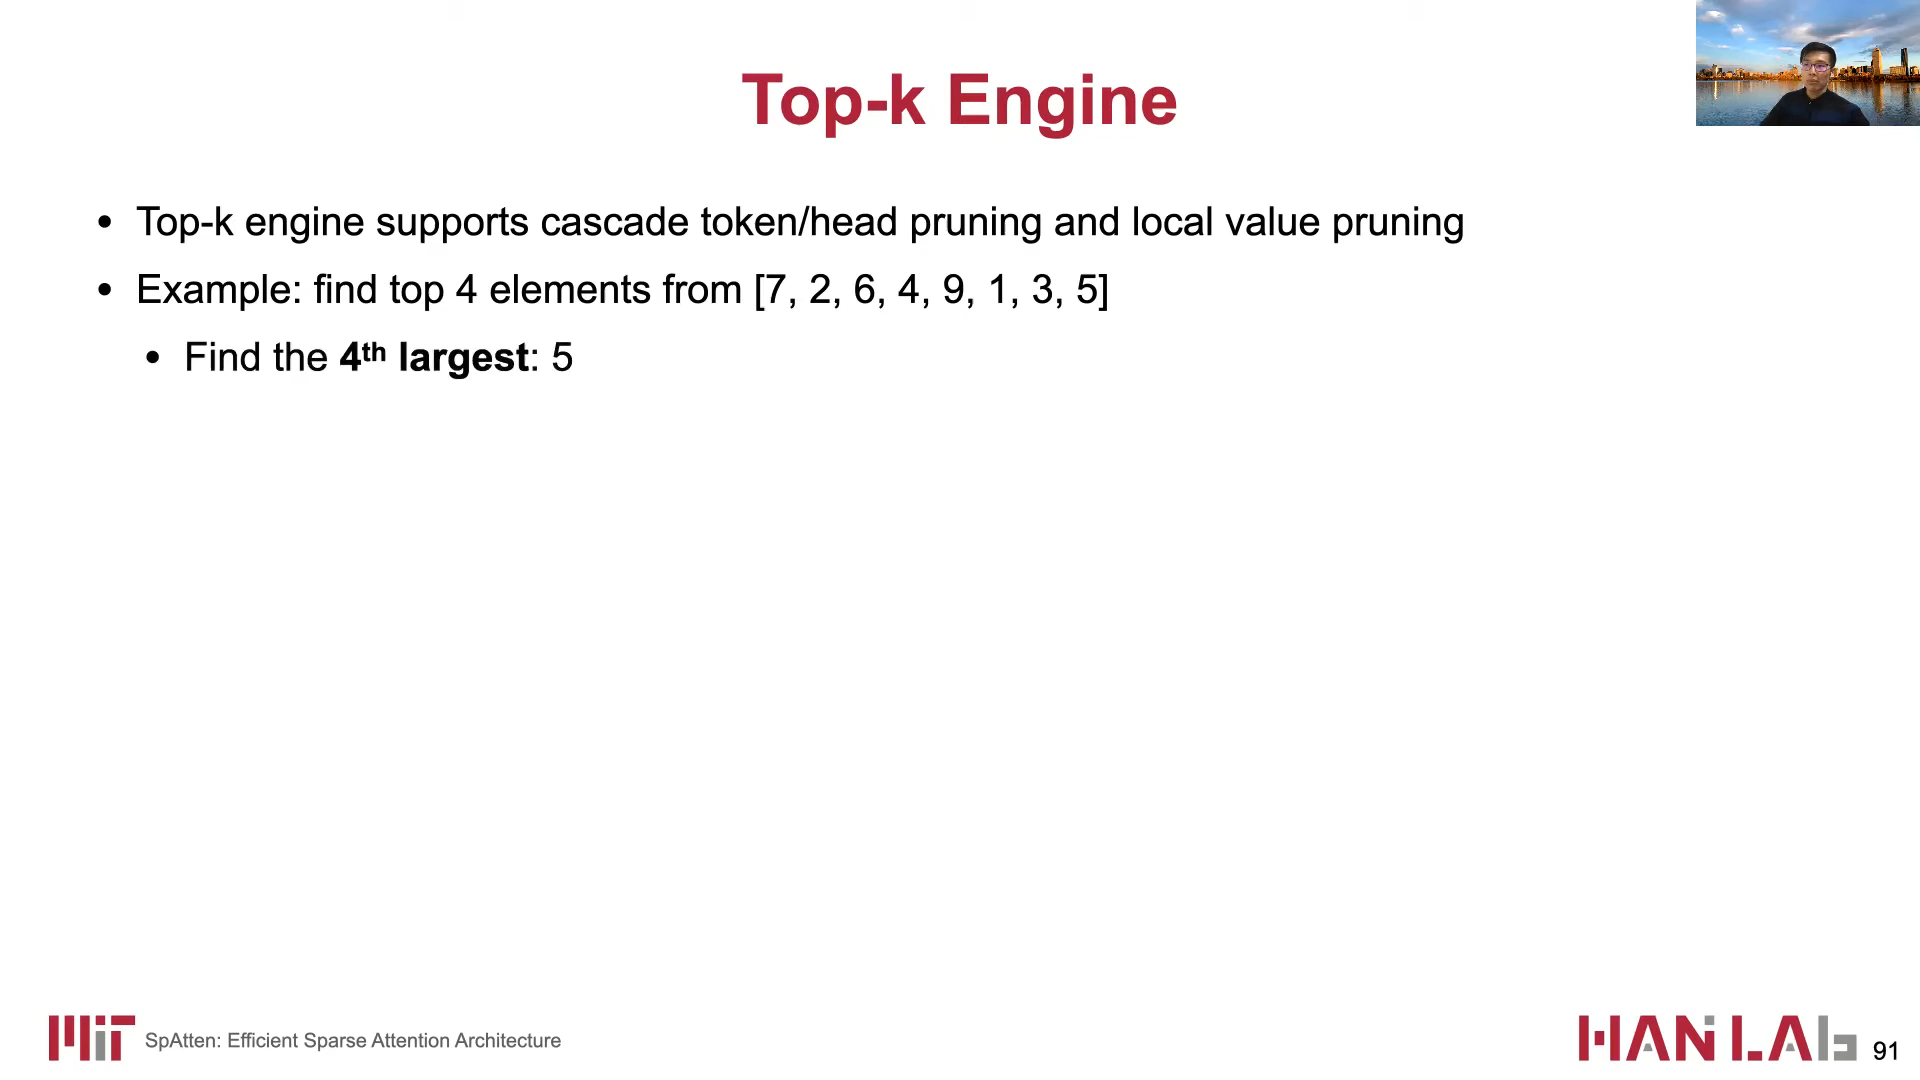 Top-k Engine
• Top-k engine supports cascade token/head pruning and local value pruning
• Example: find top 4 elements from [7, 2, 6, 4, 9, 1, 3, 5]
• Find the 4th largest: 5
MIT SpAtten: Efficient Sparse Attention Architecture
HAN LAb 91